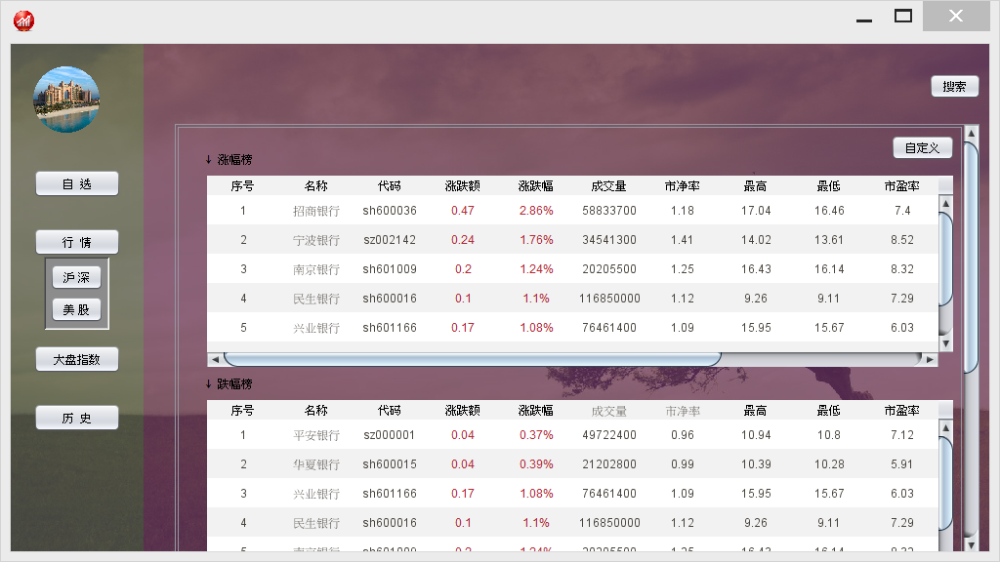 搜索
自定义
自 选
行 情
沪 深
美 股
大盘指数
历 史
↓ 涨幅榜
序号 名称 代码 涨跌额 涨跌幅 成交量 市净率 最高 最低 市盈率
1 招商银行 sh600036 0.47 2.86% 58833700 1.18 17.04 16.46 7.4
2 宁波银行 sz002142 0.24 1.76% 34541300 1.41 14.02 13.61 8.52
3 南京银行 sh601009 0.2 1.24% 20205500 1.25 16.43 16.14 8.32
4 民生银行 sh600016 0.1 1.1% 116850000 1.12 9.26 9.11 7.29
5 兴业银行 sh601166 0.17 1.08% 76461400 1.09 15.95 15.67 6.03
↓ 跌幅榜
序号 名称 代码 涨跌额 涨跌幅 成交量 市净率 最高 最低 市盈率
1 平安银行 sz000001 0.04 0.37% 49722400 0.96 10.94 10.8 7.12
2 华夏银行 sh600015 0.04 0.39% 21202800 0.99 10.39 10.28 5.91
3 兴业银行 sh601166 0.17 1.08% 76461400 1.09 15.95 15.67 6.03
4 民生银行 sh600016 0.1 1.1% 116850000 1.12 9.26 9.11 7.29